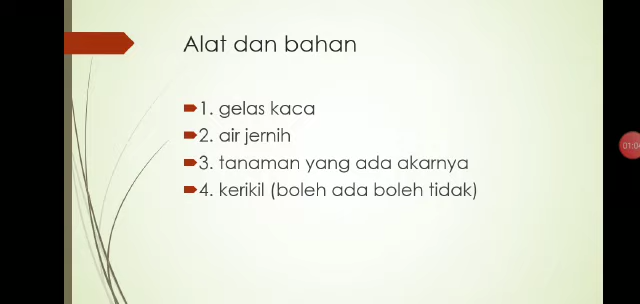 Alat dan bahan
1. gelas kaca
2. air jernih
3. tanaman yang ada akarnya
4. kerikil (boleh ada boleh tidak)